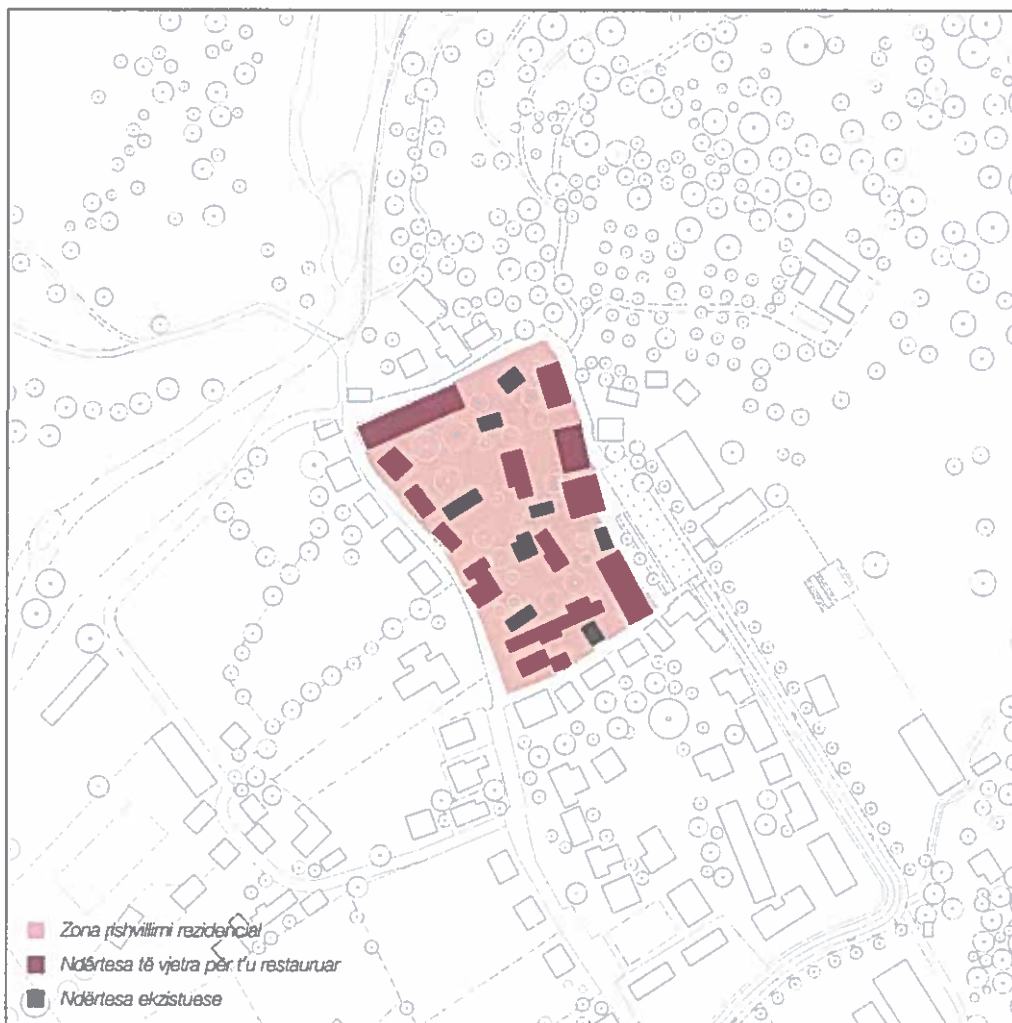 Zona rishvillimi rezidencial
Ndërtesa të vjetra për t'u restauruar
Ndërtesa ekzistuese